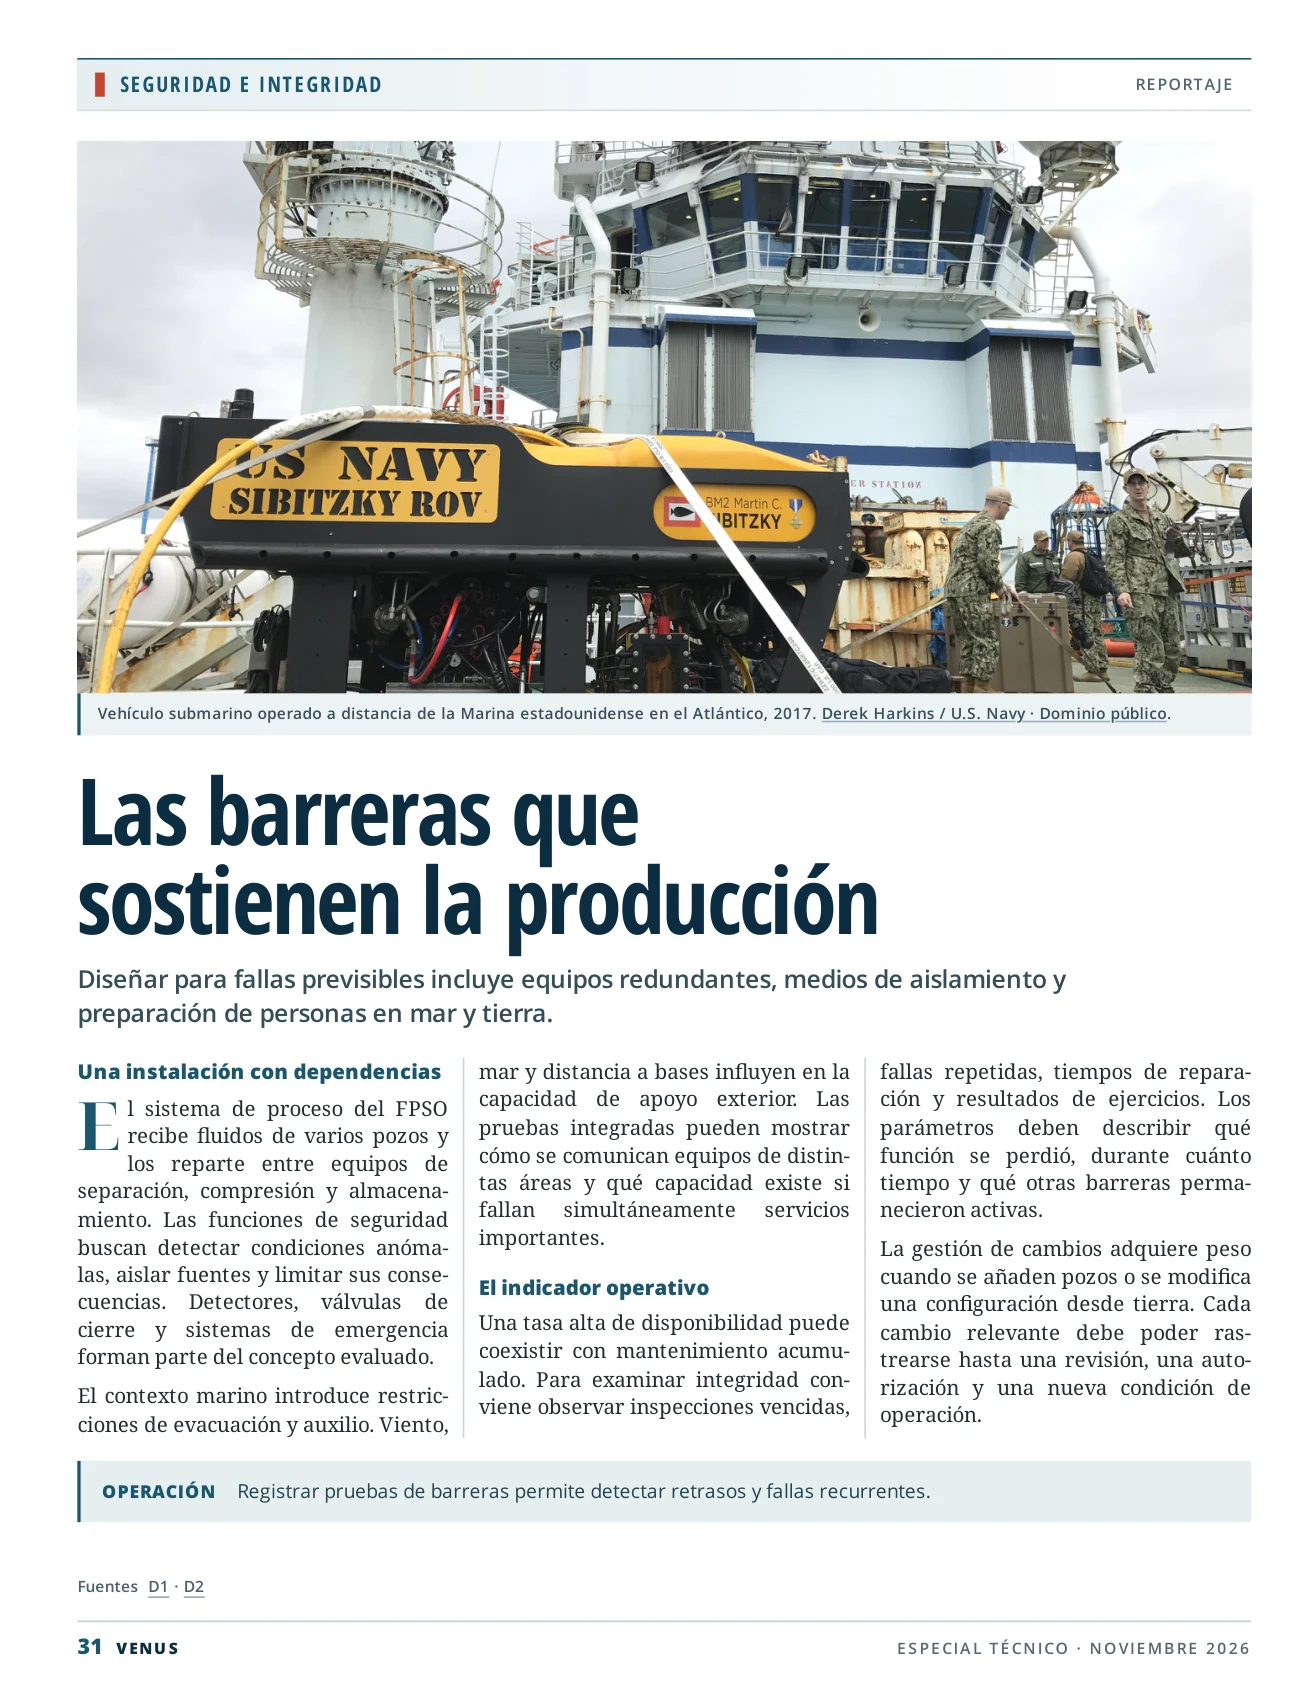 SEGURIDAD E INTEGRIDAD
REPORTAJE
US NAVY
SIBITZKY ROV
BM2 Martin C.
IBITZKY
ER STATION
Vehículo submarino operado a distancia de la Marina estadounidense en el Atlántico, 2017. Derek Harkins / U.S. Navy · Dominio público.
Las barreras que
sostienen la producción
Diseñar para fallas previsibles incluye equipos redundantes, medios de aislamiento y
preparación de personas en mar y tierra.
Una instalación con dependencias
El sistema de proceso del FPSO
recibe fluidos de varios pozos y
los reparte entre equipos de
separación, compresión y almacena-
miento. Las funciones de seguridad
buscan detectar condiciones anóma-
las, aislar fuentes y limitar sus conse-
cuencias. Detectores, válvulas de
cierre y sistemas de emergencia
forman parte del concepto evaluado.
El contexto marino introduce restric-
ciones de evacuación y auxilio. Viento,
mar y distancia a bases influyen en la
capacidad de apoyo exterior. Las
pruebas integradas pueden mostrar
cómo se comunican equipos de distin-
tas áreas y qué capacidad existe si
fallan simultáneamente servicios
importantes.
El indicador operativo
Una tasa alta de disponibilidad puede
coexistir con mantenimiento acumu-
lado. Para examinar integridad con-
viene observar inspecciones vencidas,
fallas repetidas, tiempos de repara-
ción y resultados de ejercicios. Los
parámetros deben describir qué
función se perdió, durante cuánto
tiempo y qué otras barreras perma-
necieron activas.
La gestión de cambios adquiere peso
cuando se añaden pozos o se modifica
una configuración desde tierra. Cada
cambio relevante debe poder ras-
trearse hasta una revisión, una auto-
rización y una nueva condición de
operación.
OPERACIÓN Registrar pruebas de barreras permite detectar retrasos y fallas recurrentes.
Fuentes D1 · D2
31 VENUS
ESPECIAL TÉCNICO · NOVIEMBRE 2026